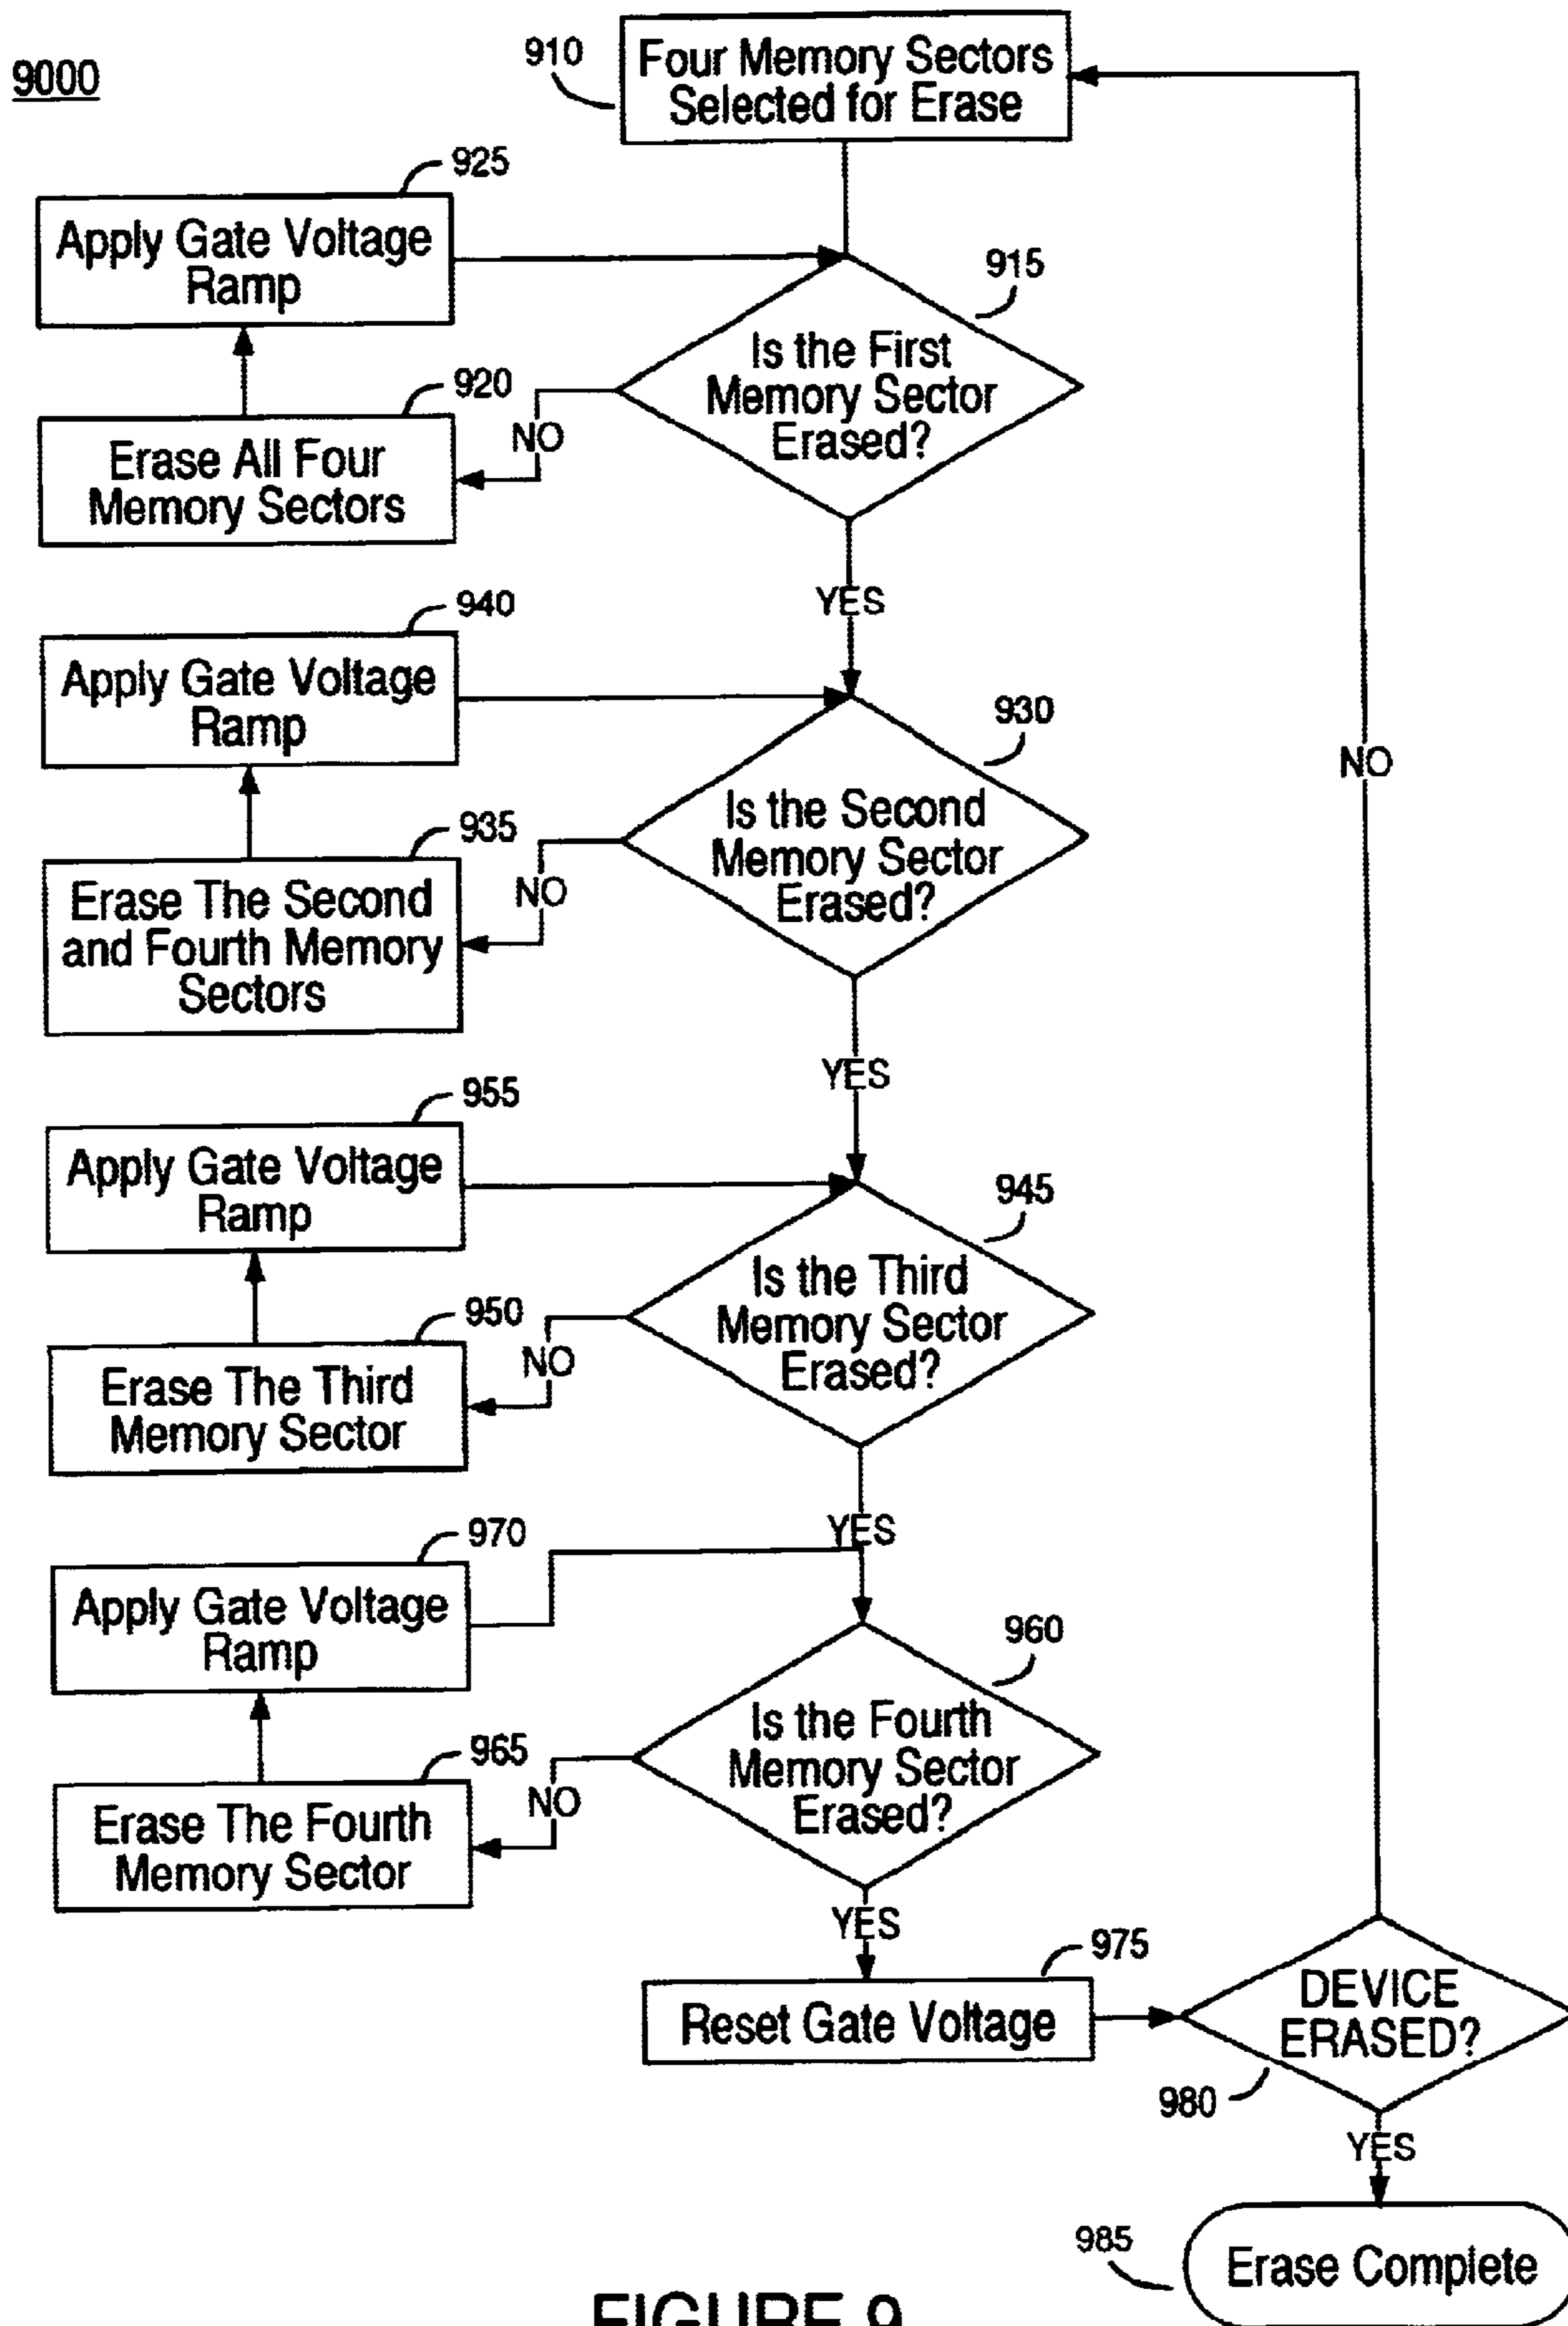 9000
910
Four Memory Sectors
Selected for Erase
925
Apply Gate Voltage
Ramp
915
Is the First
Memory Sector
Erased?
920
NO
Erase All Four
Memory Sectors
YES
940
Apply Gate Voltage
Ramp
930
NO
Is the Second
Memory Sector
Erased?
935
NO
Erase The Second
and Fourth Memory
Sectors
YES
955
Apply Gate Voltage
Ramp
945
Is the Third
Memory Sector
Erased?
950
NO
Erase The Third
Memory Sector
YES
970
Apply Gate Voltage
Ramp
960
Is the Fourth
Memory Sector
Erased?
965
NO
Erase The Fourth
Memory Sector
YES
975
Reset Gate Voltage
DEVICE
ERASED?
980
YES
985
Erase Complete
FIGURE 9